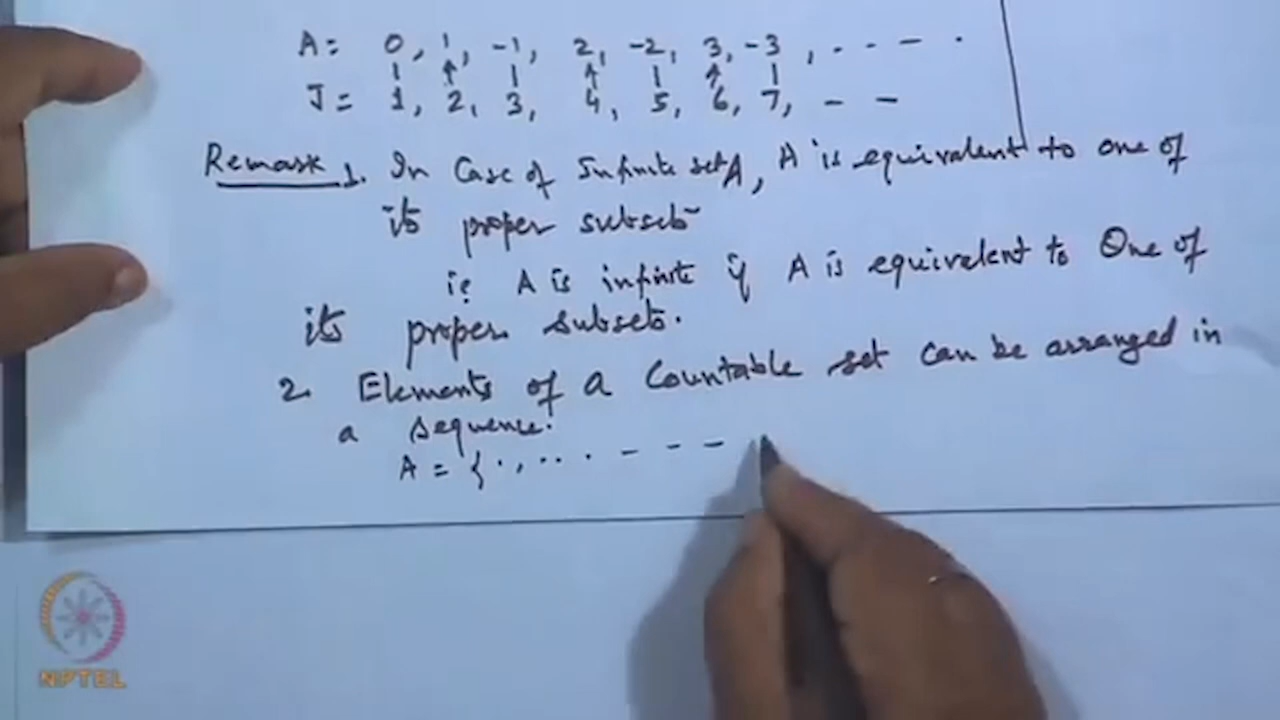 A = 0, 1, -1, 2, -2, 3, -3, . - - - .
J = 1, 2, 3, 4, 5, 6, 7, - -
Remark 1. In Case of Infinite set A, A is equivalent to one of
its proper subsets
ie A is infinite if A is equivalent to One of
its proper subsets.
2. Elements of a Countable set can be arranged in
a sequence.
A = { ., .. . - - -
NPTEL